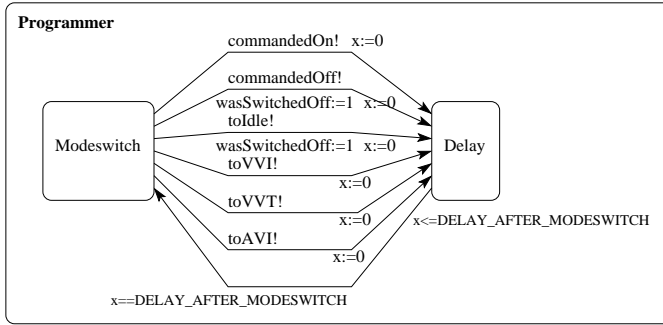 Programmer
commandedOn! x:=0
commandedOff!
wasSwitchedOff:=1 x:=0
toIdle!
Modeswitch
Delay
wasSwitchedOff:=1 x:=0
toVVI!
x:=0
toVVT!
x:=0
x<=DELAY_AFTER_MODESWITCH
toAVI!
x:=0
x==DELAY_AFTER_MODESWITCH